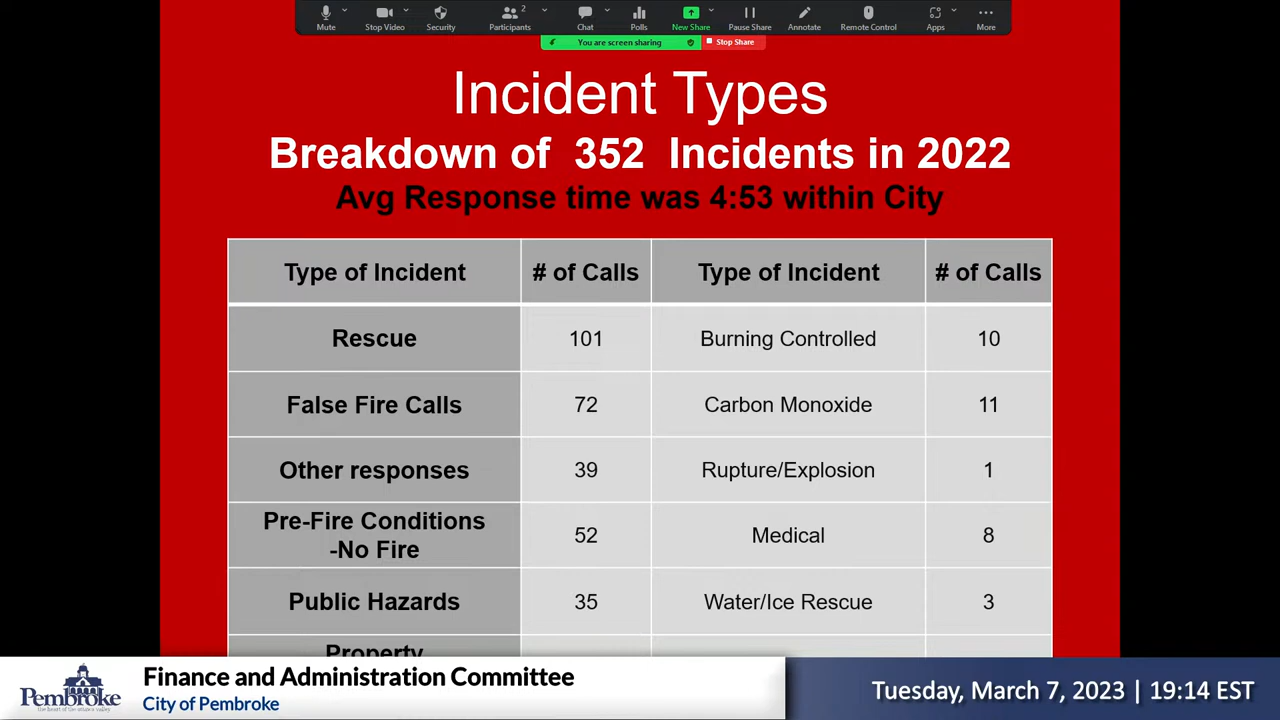 Mute
Stop Video
Security
2
Participants
Chat
Polls
New Share
Pause Share
Annotate
Remote Control
Apps
More
You are screen sharing
Stop Share
Incident Types
Breakdown of 352 Incidents in 2022
Avg Response time was 4:53 within City
Type of Incident # of Calls Type of Incident # of Calls
Rescue 101 Burning Controlled 10
False Fire Calls 72 Carbon Monoxide 11
Other responses 39 Rupture/Explosion 1
Pre-Fire Conditions
-No Fire 52 Medical 8
Public Hazards 35 Water/Ice Rescue 3
Property
Pembroke
Finance and Administration Committee
City of Pembroke
Tuesday, March 7, 2023 | 19:14 EST